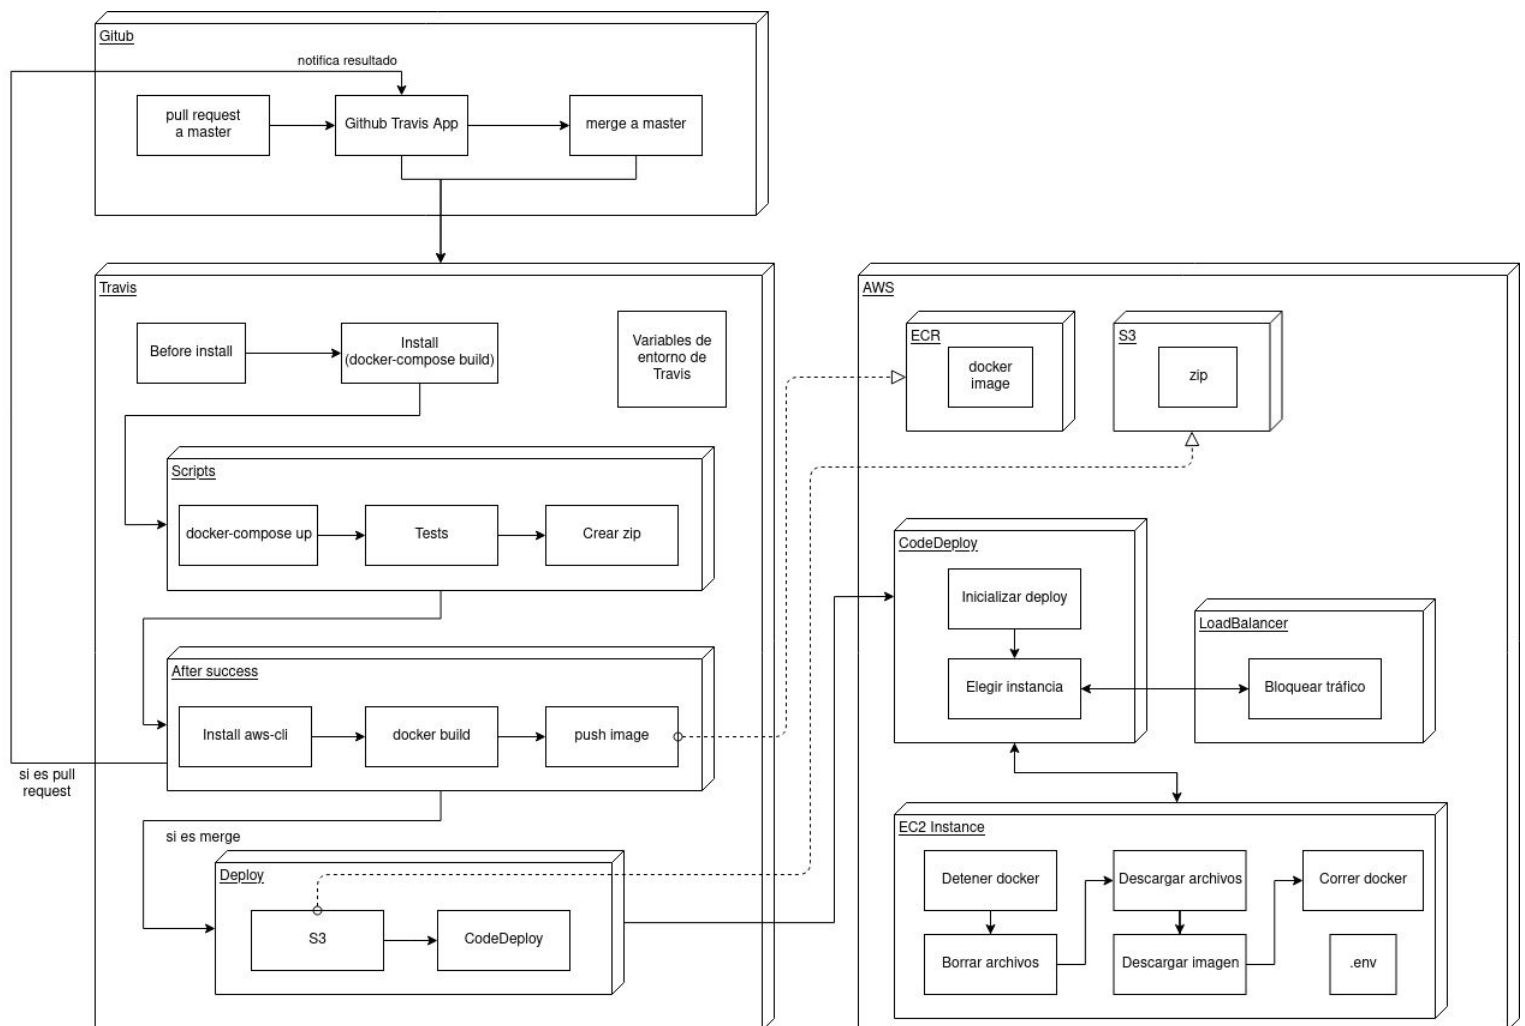 Gitub
notifica resultado
pull request
a master
Github Travis App
merge a master
Travis
Before install
Install
(docker-compose build)
Variables de
entorno de
Travis
Scripts
docker-compose up
Tests
Crear zip
After success
Install aws-cli
docker build
push image
si es pull
request
si es merge
Deploy
S3
CodeDeploy
AWS
ECR
docker
image
S3
zip
CodeDeploy
Inicializar deploy
Elegir instancia
LoadBalancer
Bloquear tráfico
EC2 Instance
Detener docker
Descargar archivos
Correr docker
Borrar archivos
Descargar imagen
.env